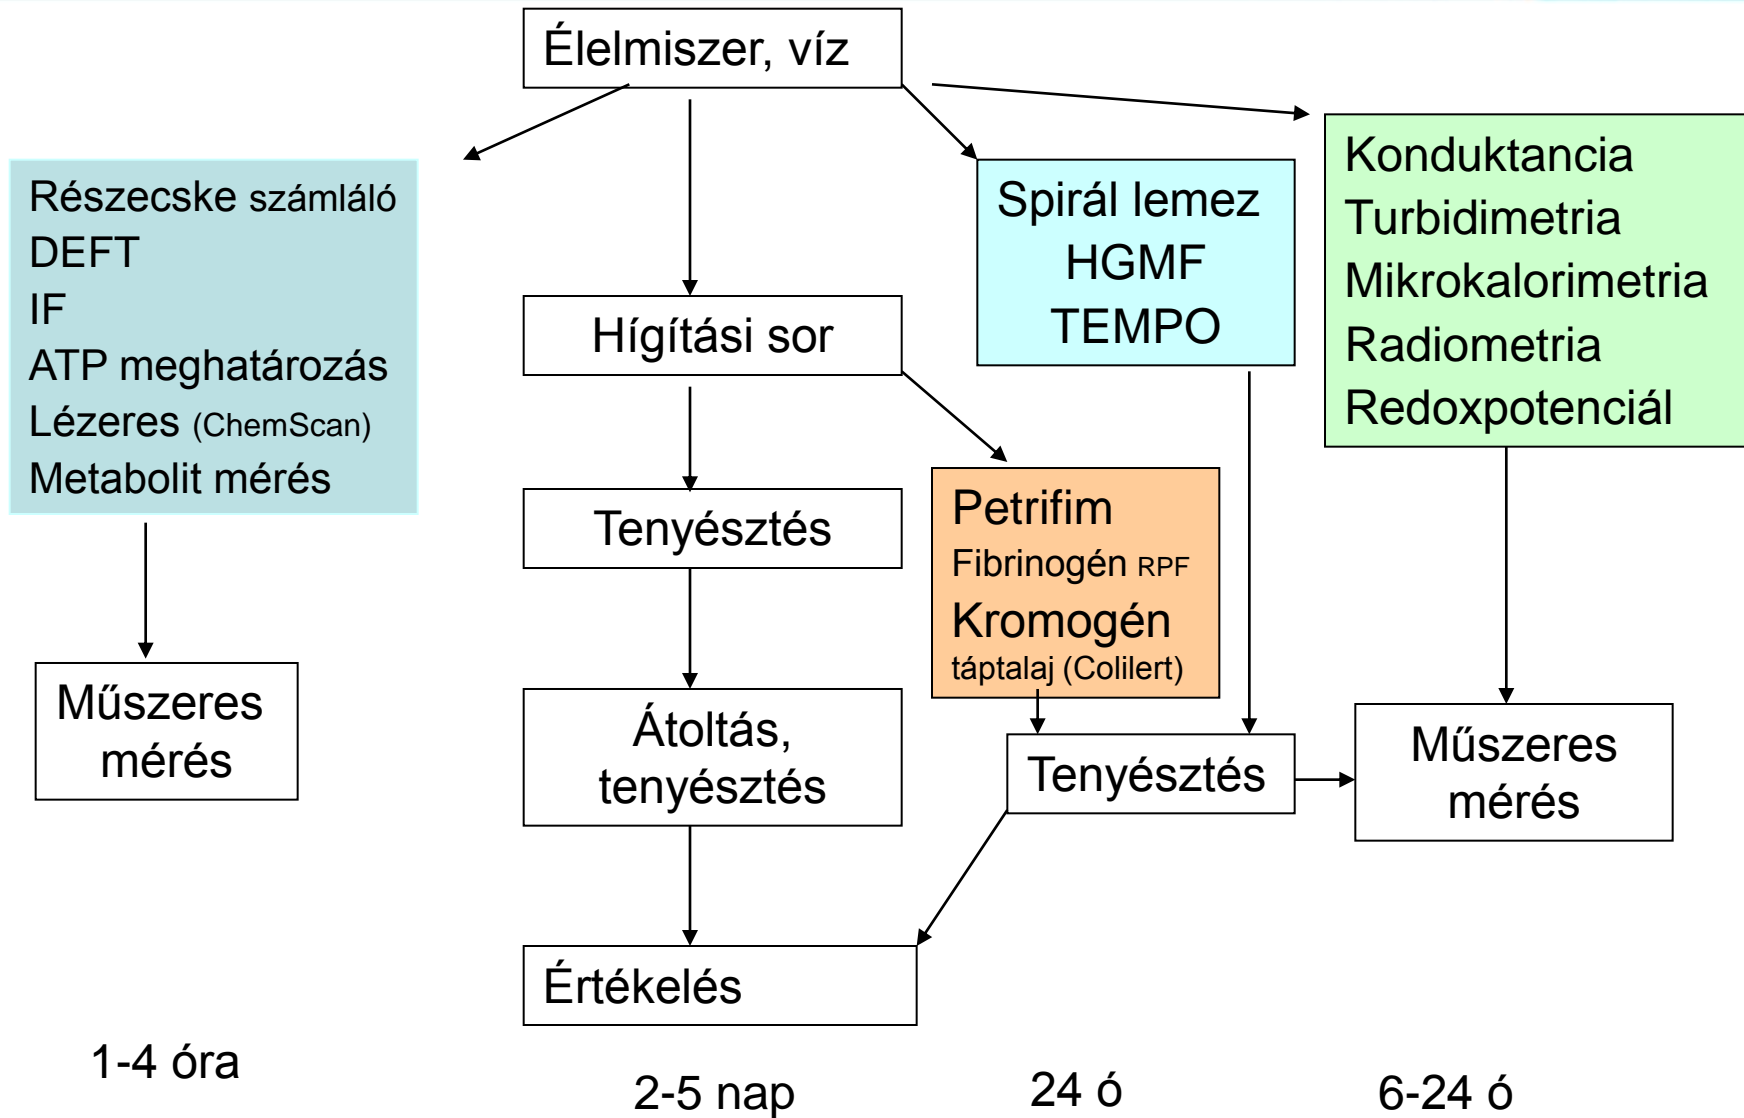 Élelmiszer, víz
Részecske számláló
DEFT
IF
ATP meghatározás
Lézeres (ChemScan)
Metabolit mérés
Műszeres
mérés
Hígítási sor
Tenyésztés
Átoltás,
tenyésztés
Értékelés
Spirál lemez
HGMF
TEMPO
Petrifim
Fibrinogén RPF
Kromogén
táptalaj (Colilert)
Tenyésztés
Konduktancia
Turbidimetria
Mikrokalorimetria
Radiometria
Redoxpotenciál
Műszeres
mérés
1-4 óra
2-5 nap
24 ó
6-24 ó